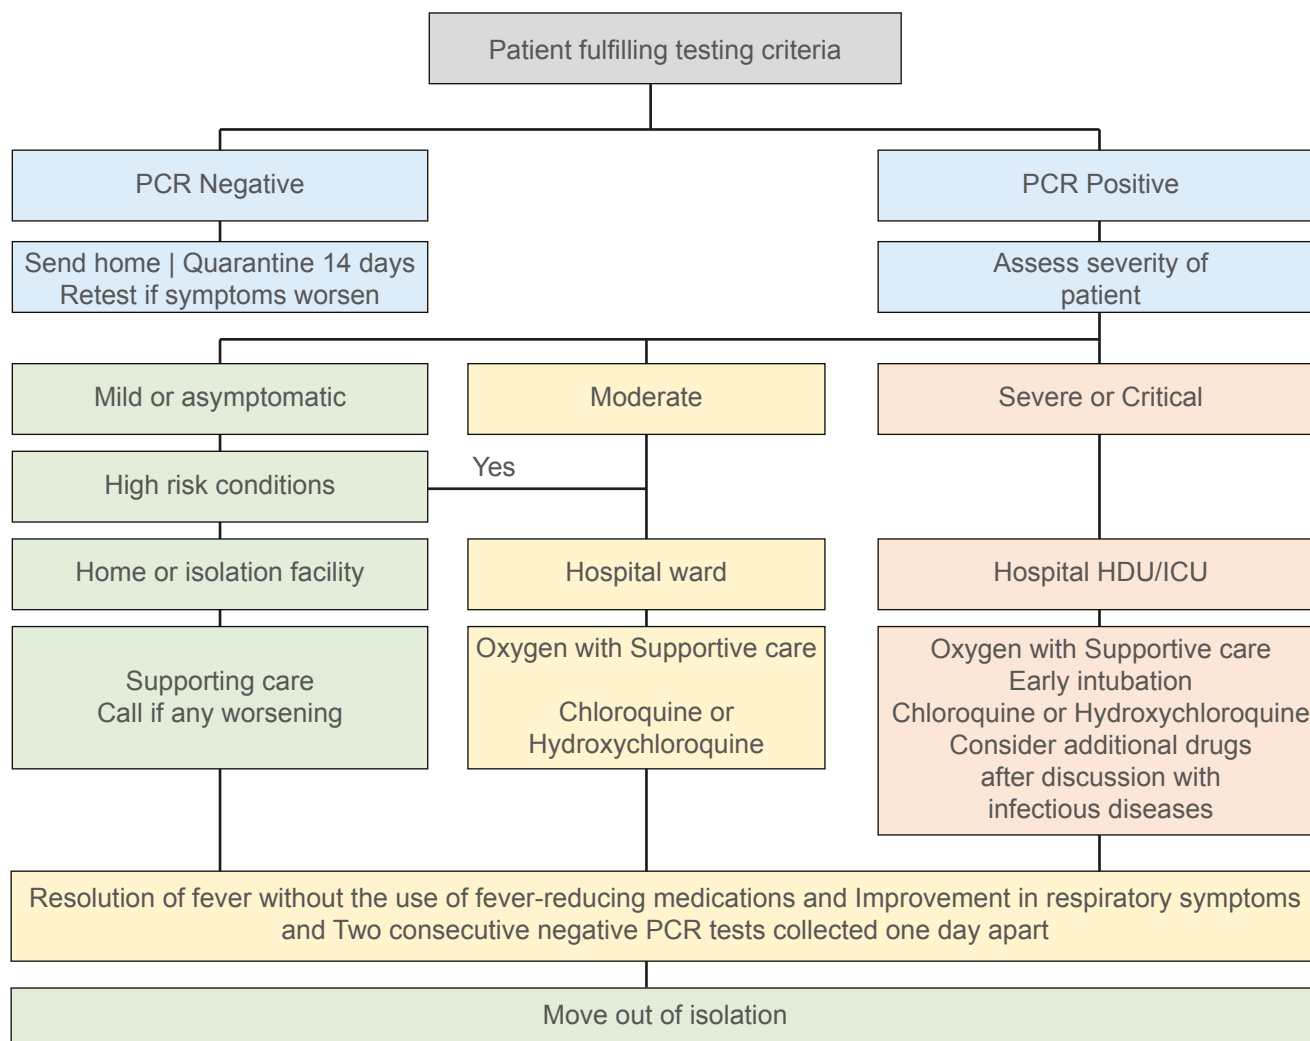 Patient fulfilling testing criteria
PCR Negative
PCR Positive
Send home | Quarantine 14 days
Retest if symptoms worsen
Assess severity of
patient
Mild or asymptomatic
Moderate
Severe or Critical
High risk conditions
Yes
Home or isolation facility
Hospital ward
Hospital HDU/ICU
Supporting care
Call if any worsening
Oxygen with Supportive care
Chloroquine or
Hydroxychloroquine
Oxygen with Supportive care
Early intubation
Chloroquine or Hydroxychloroquine
Consider additional drugs
after discussion with
infectious diseases
Resolution of fever without the use of fever-reducing medications and Improvement in respiratory symptoms
and Two consecutive negative PCR tests collected one day apart
Move out of isolation